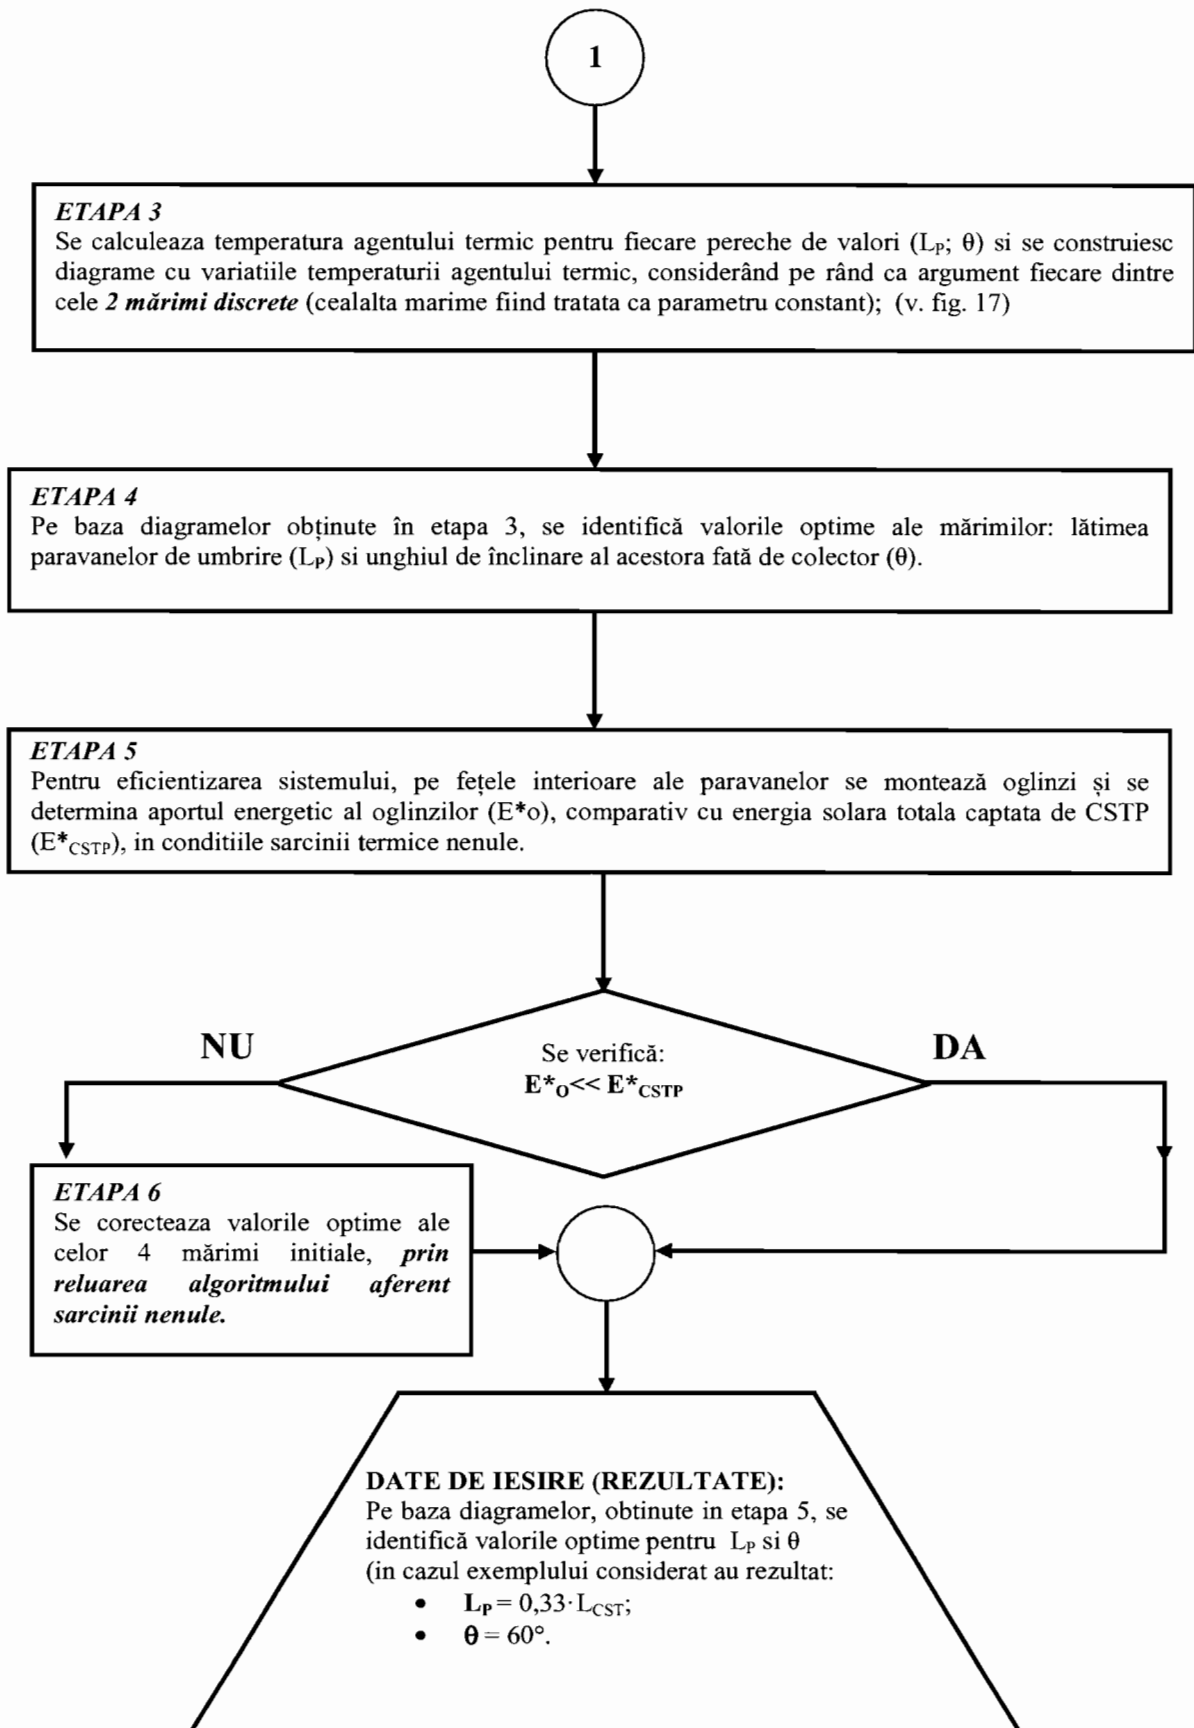 1
ETAPA 3
Se calculeaza temperatura agentului termic pentru fiecare pereche de valori (LP; θ) si se construiesc
diagrame cu variatiile temperaturii agentului termic, considerând pe rând ca argument fiecare dintre
cele 2 mărimi discrete (cealalta marime fiind tratata ca parametru constant); (v. fig. 17)
ETAPA 4
Pe baza diagramelor obținute în etapa 3, se identifică valorile optime ale mărimilor: lătimea
paravanelor de umbrire (LP) si unghiul de înclinare al acestora fată de colector (θ).
ETAPA 5
Pentru eficientizarea sistemului, pe fețele interioare ale paravanelor se montează oglinzi și se
determina aportul energetic al oglinzilor (E*o), comparativ cu energia solara totala captata de CSTP
(E*CSTP), in conditiile sarcinii termice nenule.
NU
DA
Se verifică:
E*O<< E*CSTP
ETAPA 6
Se corecteaza valorile optime ale
celor 4 mărimi initiale, prin
reluarea algoritmului aferent
sarcinii nenule.
DATE DE IESIRE (REZULTATE):
Pe baza diagramelor, obtinute in etapa 5, se
identifică valorile optime pentru LP si θ
(in cazul exemplului considerat au rezultat:
• LP = 0,33·LCST;
• θ = 60°.